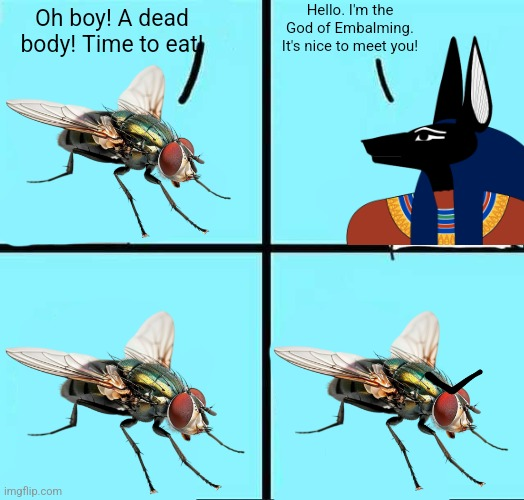 Oh boy! A dead
body! Time to eat!
Hello. I'm the
God of Embalming.
It's nice to meet you!
imgflip.com